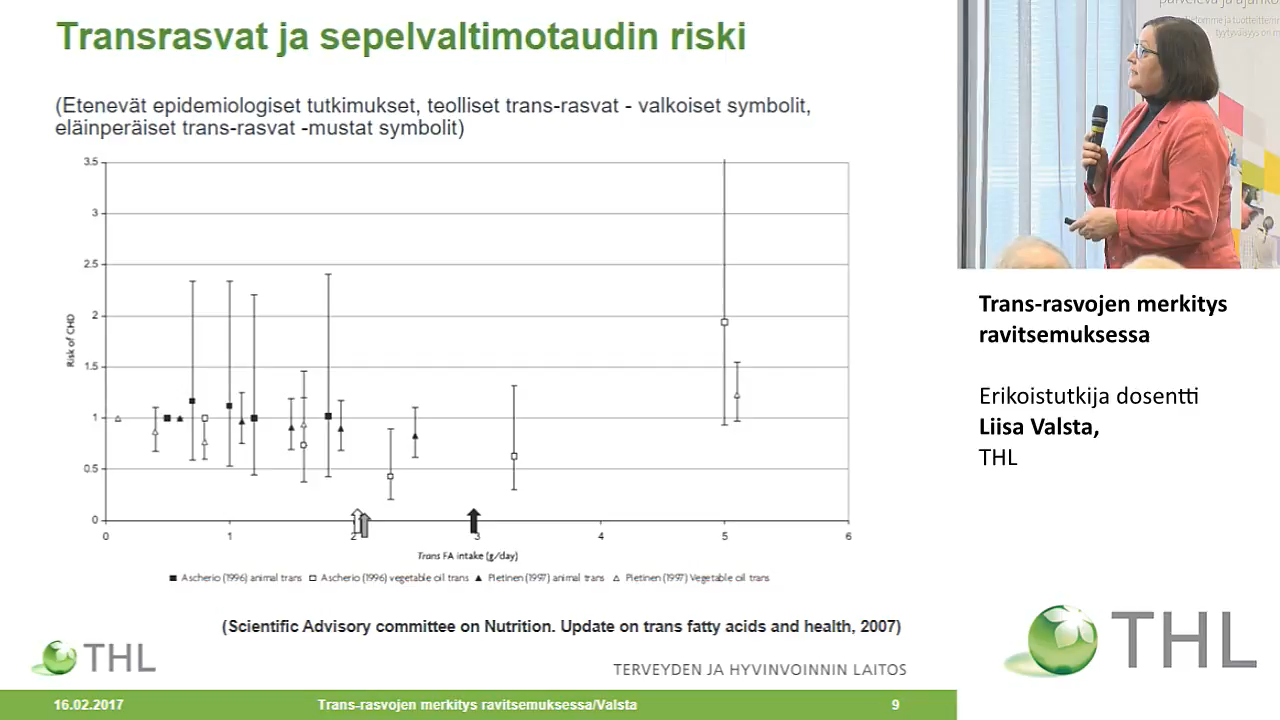 Transrasvat ja sepelvaltimotaudin riski
(Etenevät epidemiologiset tutkimukset, teolliset trans-rasvat - valkoiset symbolit,
eläinperäiset trans-rasvat -mustat symbolit)
3.5
3
2.5
2
1.5
1
0.5
0
Risk of CHD
0 1 2 3 4 5 6
Trans FA intake (g/day)
Ascherio (1996) animal trans Ascherio (1996) vegetable oil trans Pietinen (1997) animal trans Pietinen (1997) Vegetable oil trans
(Scientific Advisory committee on Nutrition. Update on trans fatty acids and health, 2007)
THL
TERVEYDEN JA HYVINVOINNIN LAITOS
16.02.2017 Trans-rasvojen merkitys ravitsemuksessa/Valsta 9
Trans-rasvojen merkitys
ravitsemuksessa
Erikoistutkija dosentti
Liisa Valsta,
THL
THL